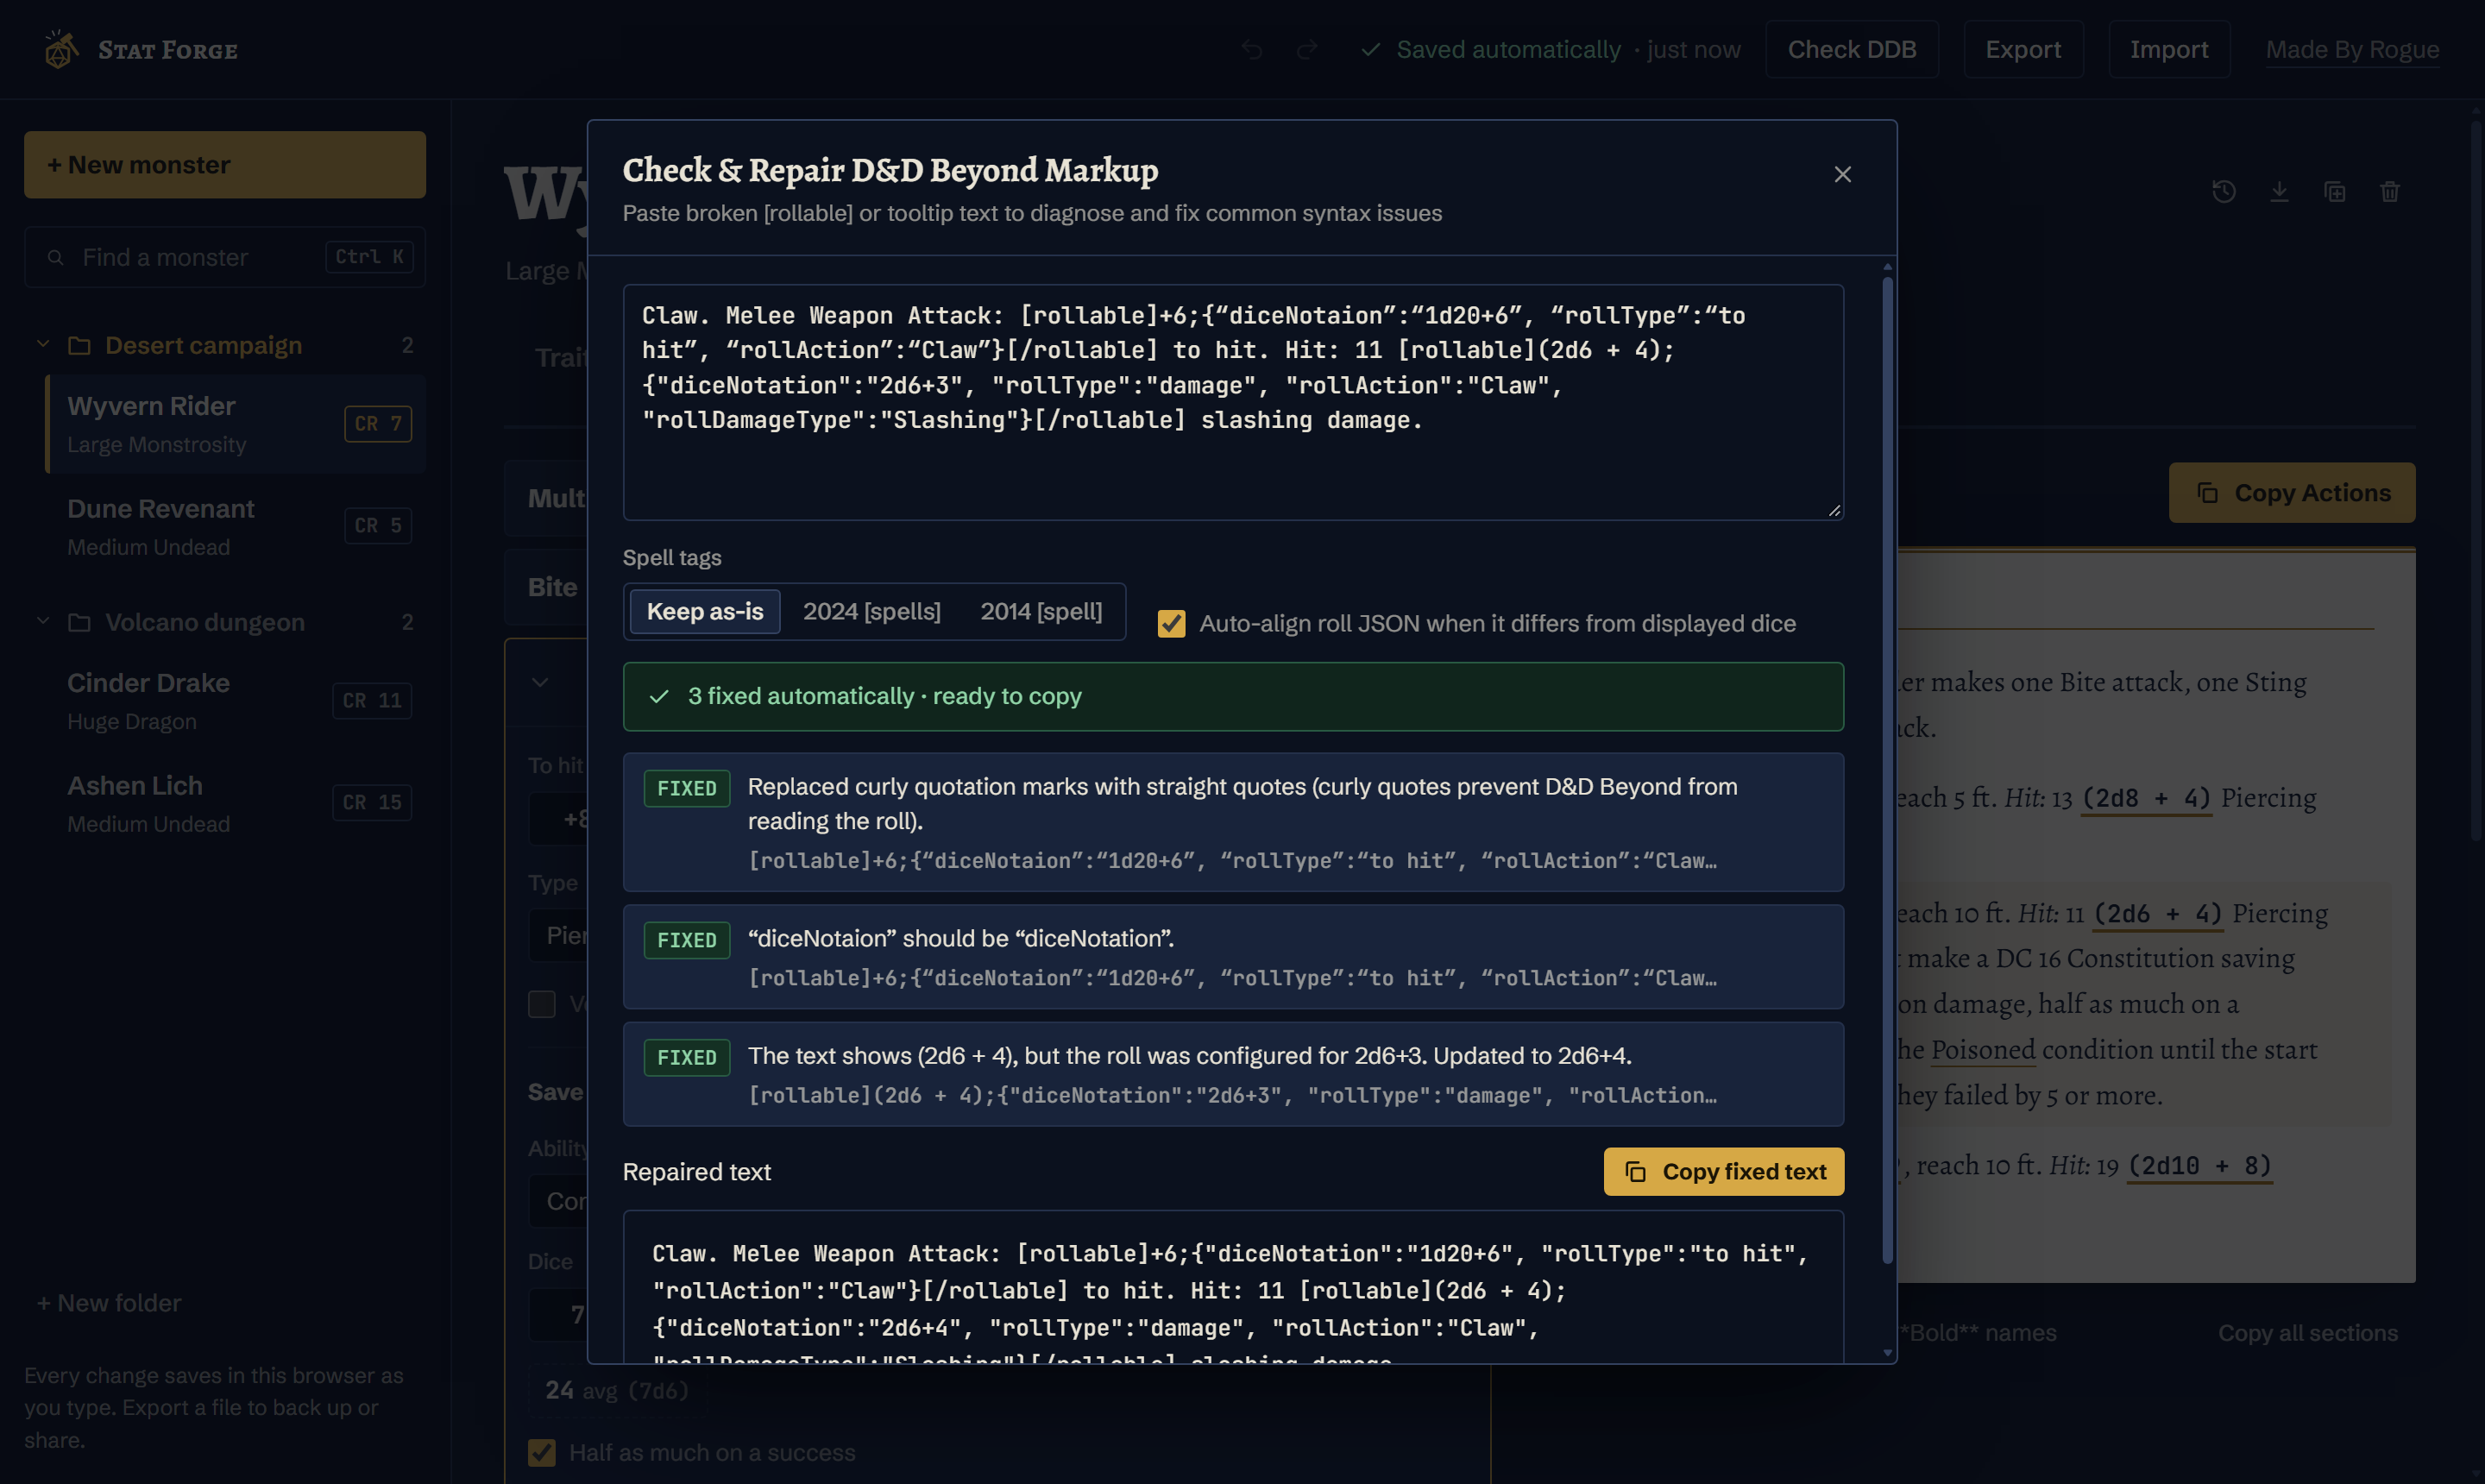 Stat Forge
Saved automatically · just now
Check DDB
Export
Import
Made By Rogue
+ New monster
Find a monster
Ctrl K
Desert campaign
2
Wyvern Rider
Large Monstrosity
CR 7
Dune Revenant
Medium Undead
CR 5
Volcano dungeon
2
Cinder Drake
Huge Dragon
CR 11
Ashen Lich
Medium Undead
CR 15
+ New folder
Every change saves in this browser as
you type. Export a file to back up or
share.
Large
Bite
To hit
Type
Save
Dice
7
24 avg (7d6)
Half as much on a success
Check & Repair D&D Beyond Markup
Paste broken [rollable] or tooltip text to diagnose and fix common syntax issues
Claw. Melee Weapon Attack: [rollable]+6;{“diceNotaion”:“1d20+6”, “rollType”:“to
hit”, “rollAction”:“Claw”}[/rollable] to hit. Hit: 11 [rollable](2d6 + 4);
{"diceNotation":"2d6+3", "rollType":"damage", "rollAction":"Claw",
"rollDamageType":"Slashing"}[/rollable] slashing damage.
Spell tags
Keep as-is
2024 [spells]
2014 [spell]
Auto-align roll JSON when it differs from displayed dice
3 fixed automatically · ready to copy
FIXED
Replaced curly quotation marks with straight quotes (curly quotes prevent D&D Beyond from
reading the roll).
[rollable]+6;{“diceNotaion”:“1d20+6”, “rollType”:“to hit”, “rollAction”:“Claw…
FIXED
“diceNotaion” should be “diceNotation”.
[rollable]+6;{“diceNotaion”:“1d20+6”, “rollType”:“to hit”, “rollAction”:“Claw…
FIXED
The text shows (2d6 + 4), but the roll was configured for 2d6+3. Updated to 2d6+4.
[rollable](2d6 + 4);{"diceNotation":"2d6+3", "rollType":"damage", "rollAction…
Repaired text
Copy fixed text
Claw. Melee Weapon Attack: [rollable]+6;{"diceNotation":"1d20+6", "rollType":"to hit",
"rollAction":"Claw"}[/rollable] to hit. Hit: 11 [rollable](2d6 + 4);
{"diceNotation":"2d6+4", "rollType":"damage", "rollAction":"Claw",
"rollDamageType":"Slashing"}[/rollable] slashing damage.
Copy Actions
makes one Bite attack, one Sting
reach 5 ft. Hit: 13 (2d8 + 4) Piercing
reach 10 ft. Hit: 11 (2d6 + 4) Piercing
make a DC 16 Constitution saving
damage, half as much on a
Poisoned condition until the start
failed by 5 or more.
, reach 10 ft. Hit: 19 (2d10 + 8)
*Bold** names
Copy all sections